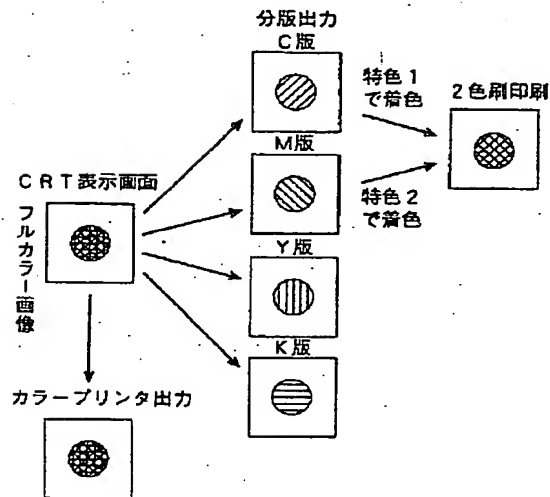 分版出力
C版
特色1
で着色
2色刷印刷
M版
特色2
で着色
CRT表示画面
フルカラー画像
Y版
K版
カラープリンタ出力